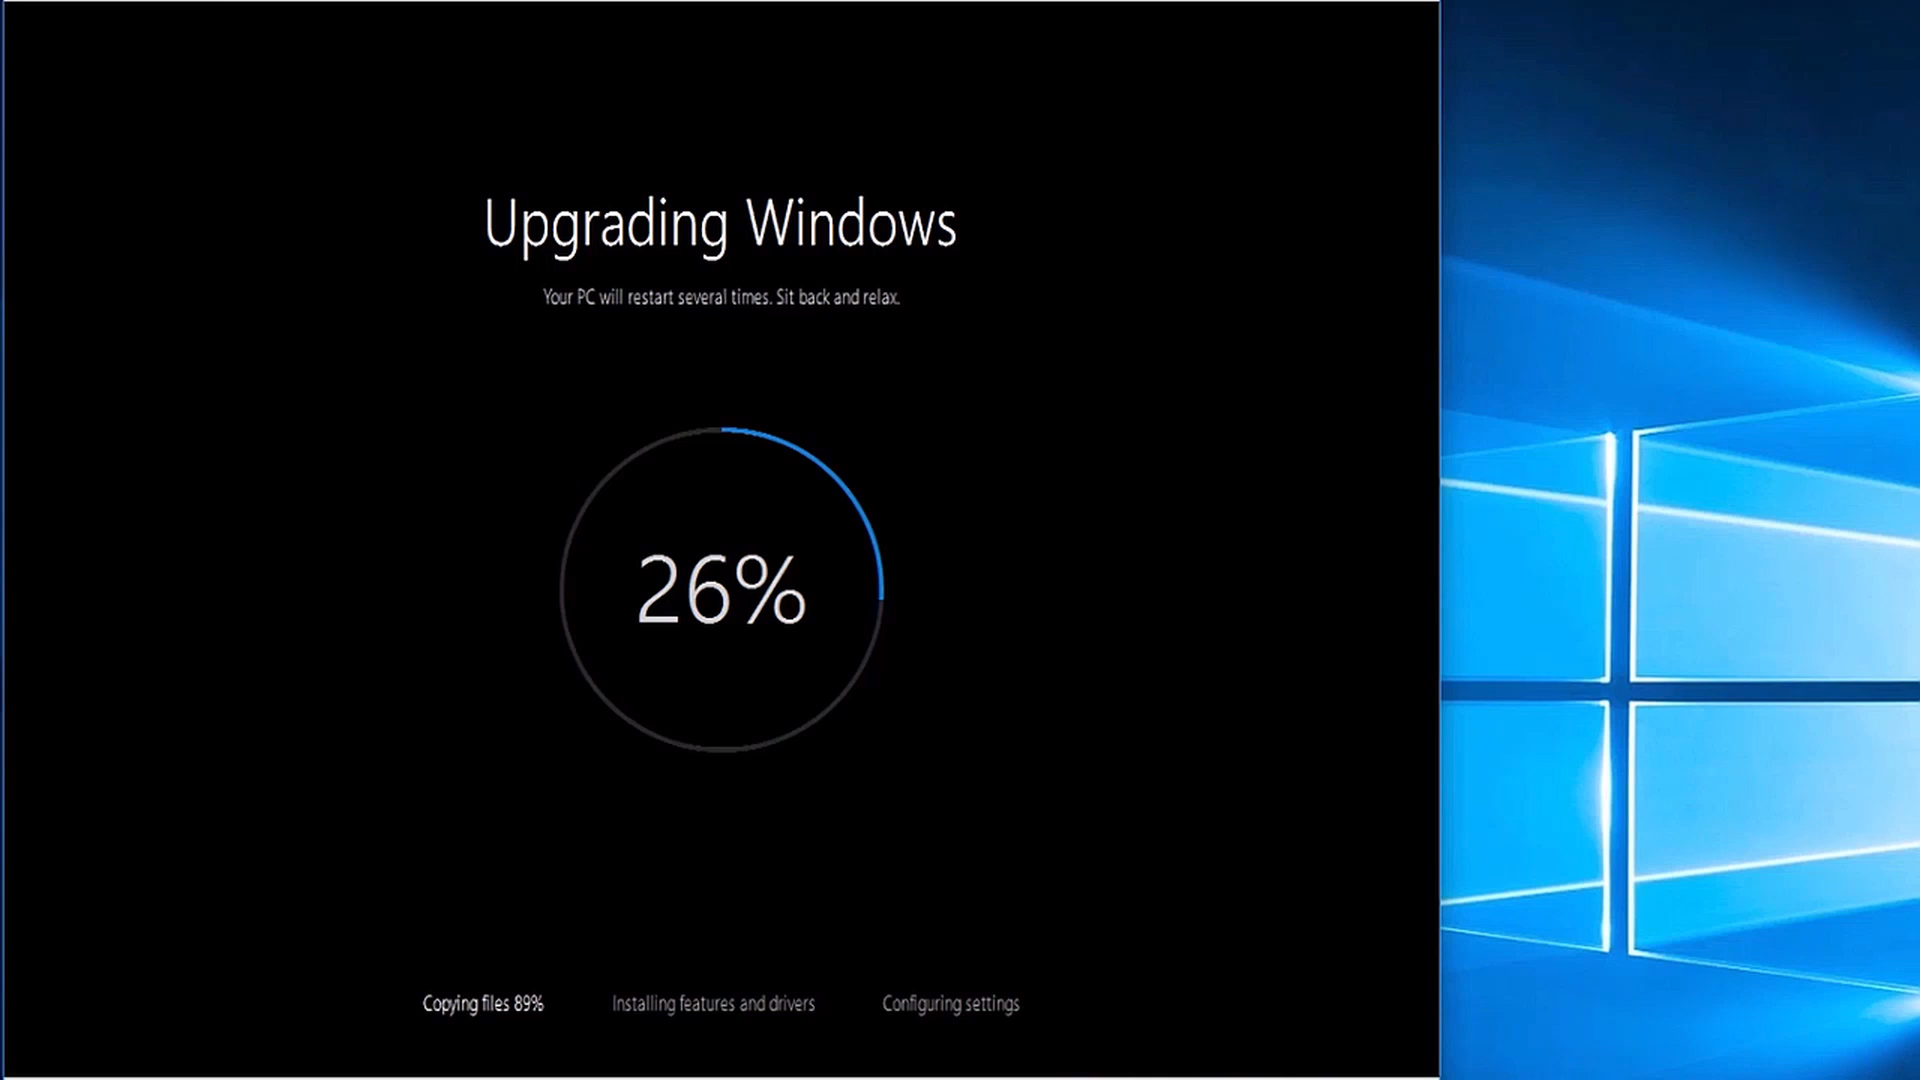 Upgrading Windows
Your PC will restart several times. Sit back and relax.
26%
Copying files 89% Installing features and drivers Configuring settings